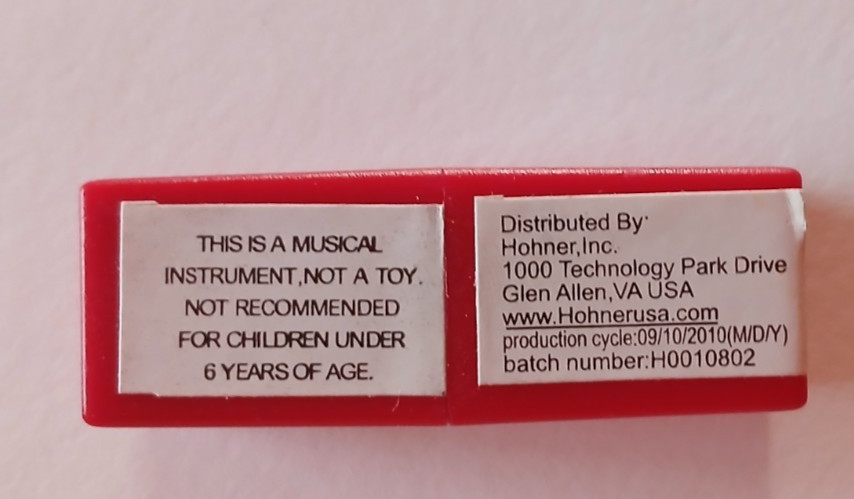 THIS IS A MUSICAL
INSTRUMENT,NOT A TOY.
NOT RECOMMENDED
FOR CHILDREN UNDER
6 YEARS OF AGE.
Distributed By:
Hohner,Inc.
1000 Technology Park Drive
Glen Allen,VA USA
www.Hohnerusa.com
production cycle:09/10/2010(M/D/Y)
batch number:H0010802